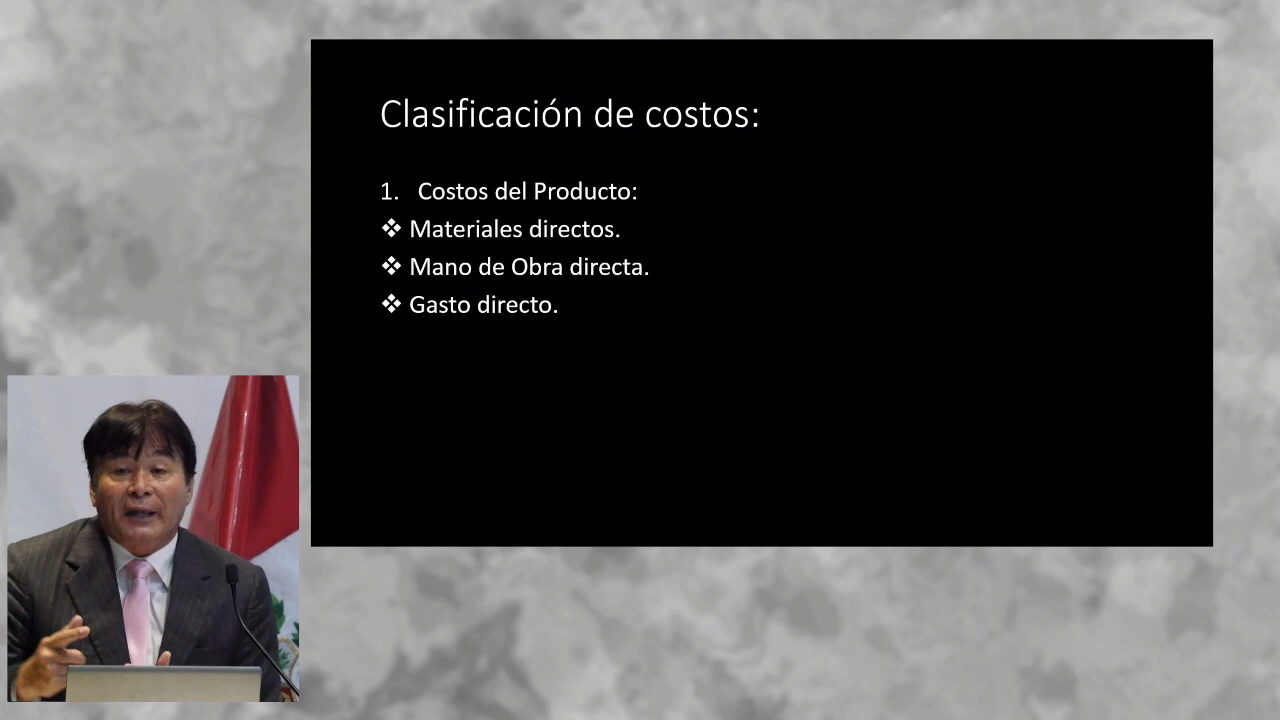 Clasificación de costos:
1. Costos del Producto:
❖ Materiales directos.
❖ Mano de Obra directa.
❖ Gasto directo.